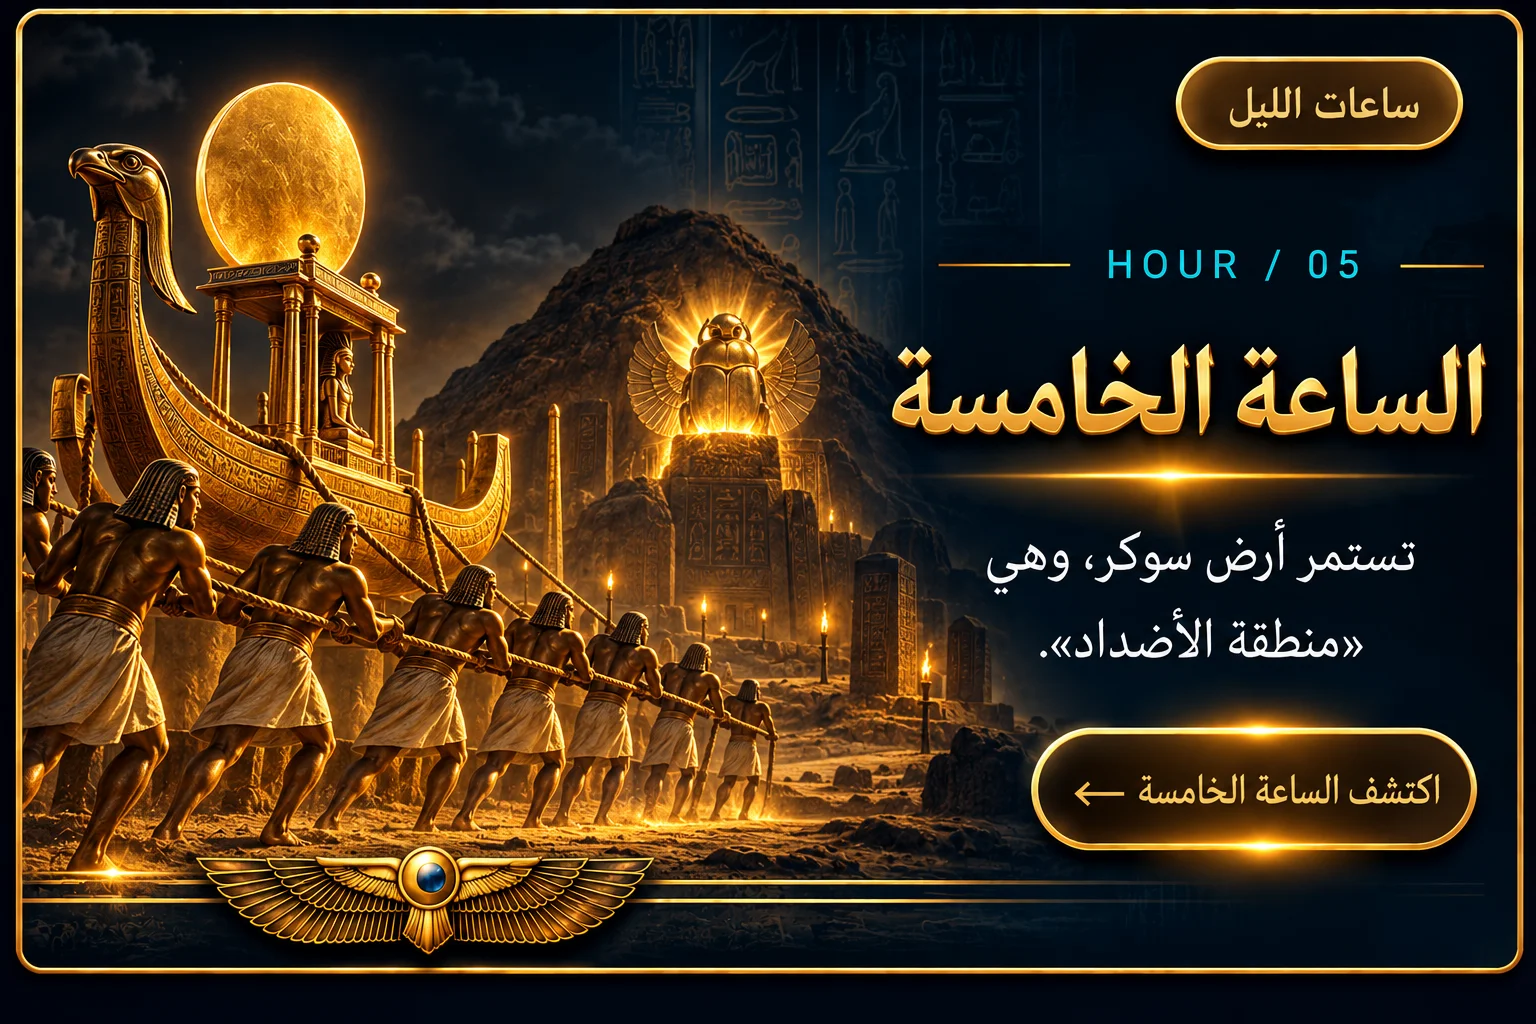 ساعات الليل
HOUR / 05
الساعة الخامسة
تستمر أرض سوكر، وهي
«منطقة الأضداد».
اكتشف الساعة الخامسة ←